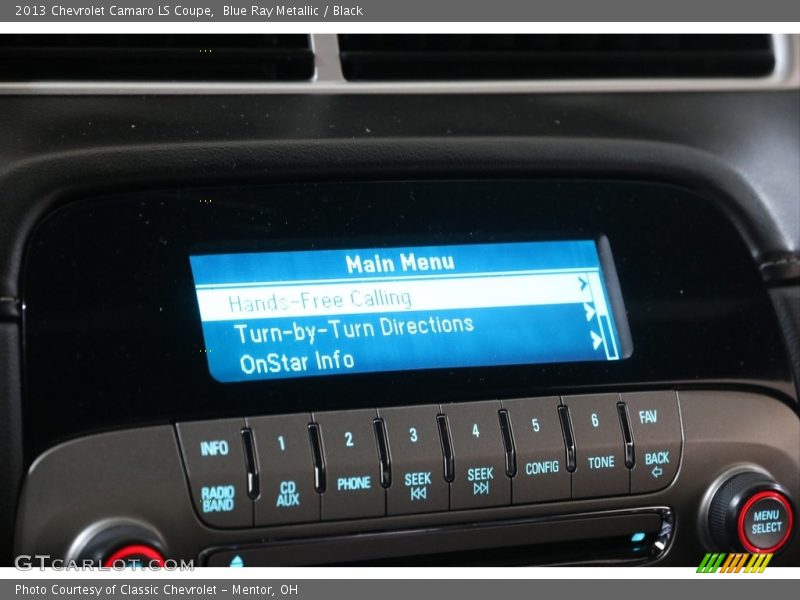 2013 Chevrolet Camaro LS Coupe, Blue Ray Metallic / Black
Main Menu
Hands-Free Calling
Turn-by-Turn Directions
OnStar Info
INFO 1 2 3 4 5 6 FAV
RADIO BAND CD AUX PHONE SEEK SEEK CONFIG TONE BACK
MENU SELECT
GTCARLOT.COM
Photo Courtesy of Classic Chevrolet - Mentor, OH